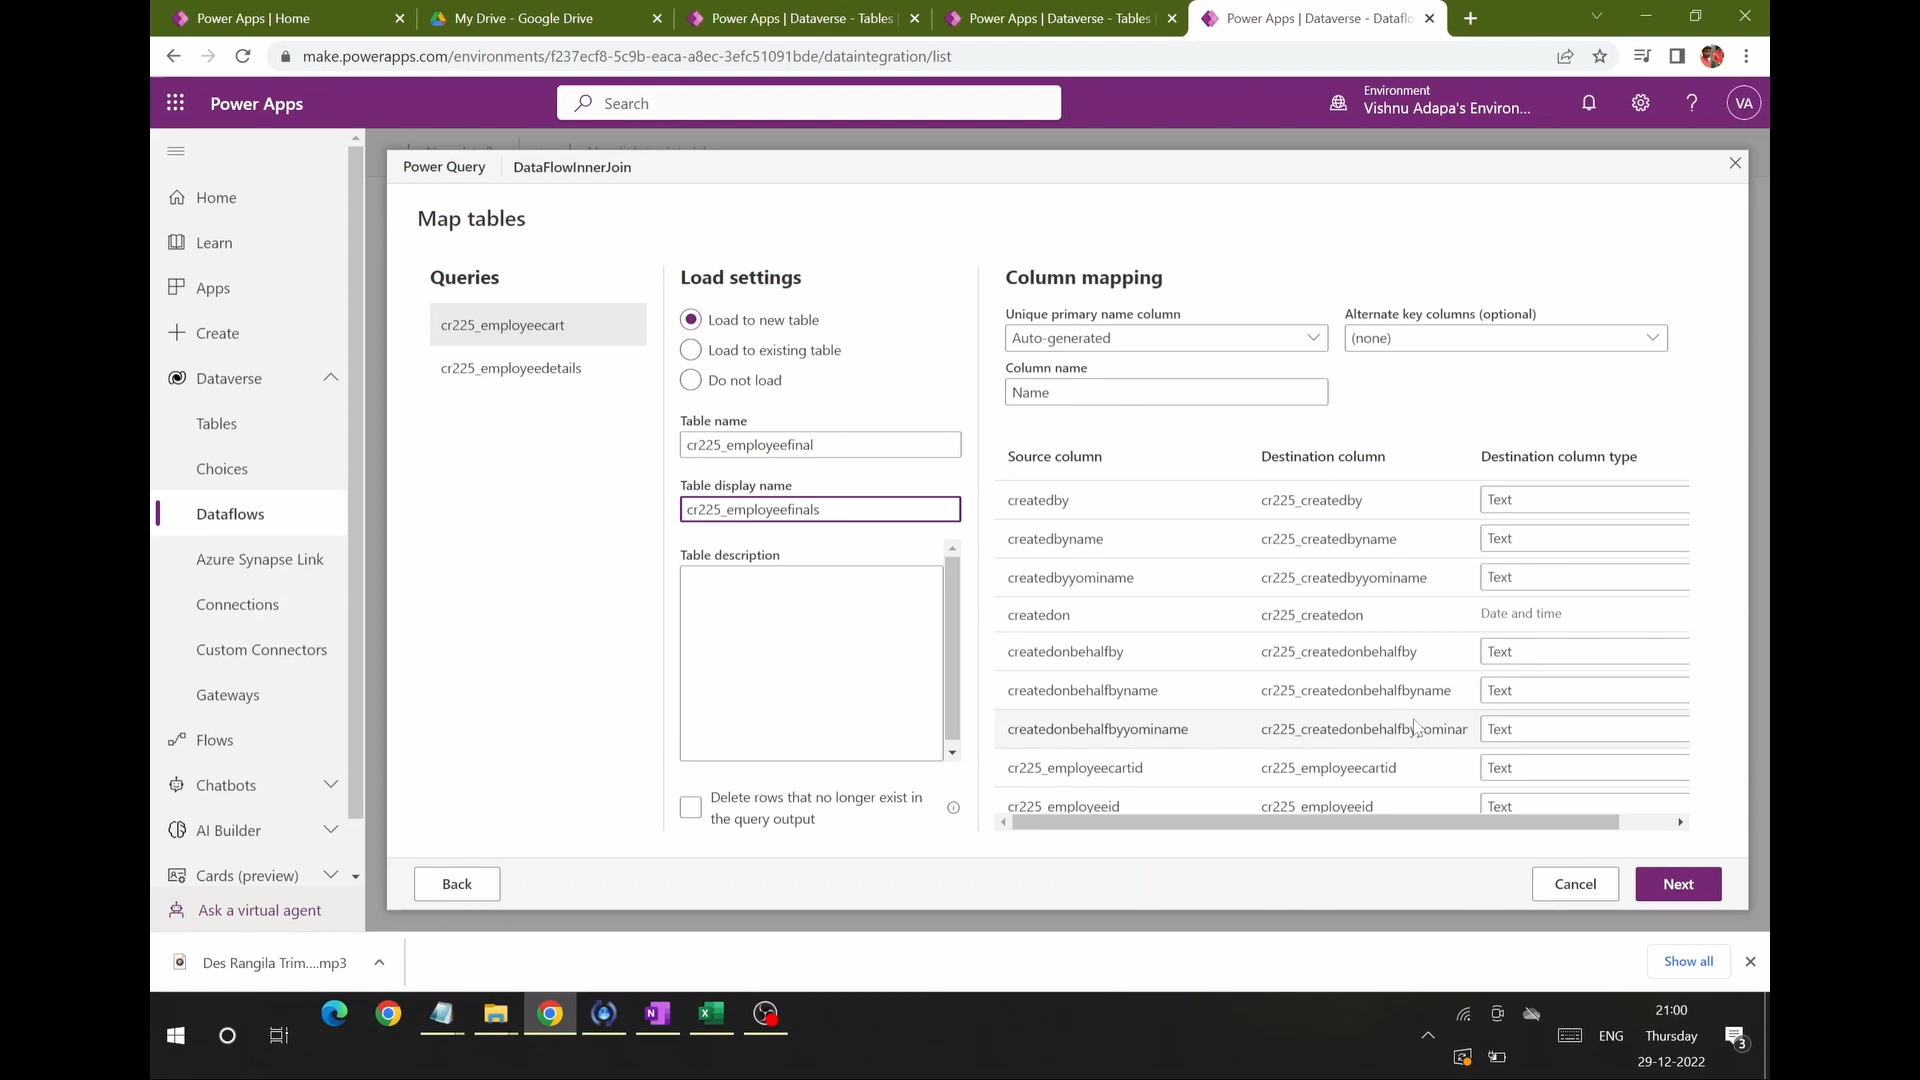 Power Apps | Home
My Drive - Google Drive
Power Apps | Dataverse - Tables
Power Apps | Dataverse - Tables
Power Apps | Dataverse - Dataflo
make.powerapps.com/environments/f237ecf8-5c9b-eaca-a8ec-3efc51091bde/dataintegration/list
Power Apps
Search
Environment
Vishnu Adapa's Environ...
VA
Home
Learn
Apps
Create
Dataverse
Tables
Choices
Dataflows
Azure Synapse Link
Connections
Custom Connectors
Gateways
Flows
Chatbots
AI Builder
Cards (preview)
Ask a virtual agent
Power Query
DataFlowInnerJoin
Map tables
Queries
cr225_employeecart
cr225_employeedetails
Load settings
Load to new table
Load to existing table
Do not load
Table name
cr225_employeefinal
Table display name
cr225_employeefinals
Table description
Delete rows that no longer exist in
the query output
Column mapping
Unique primary name column
Alternate key columns (optional)
Auto-generated
(none)
Column name
Name
Source column Destination column Destination column type
createdby cr225_createdby Text
createdbyname cr225_createdbyname Text
createdbyyominame cr225_createdbyyominame Text
createdon cr225_createdon Date and time
createdonbehalfby cr225_createdonbehalfby Text
createdonbehalfbyname cr225_createdonbehalfbyname Text
createdonbehalfbyyominame cr225_createdonbehalfbyyominar Text
cr225_employeecartid cr225_employeecartid Text
cr225_employeeid cr225_employeeid Text
Back
Cancel
Next
Des Rangila Trim....mp3
Show all
ENG
21:00
Thursday
29-12-2022
3